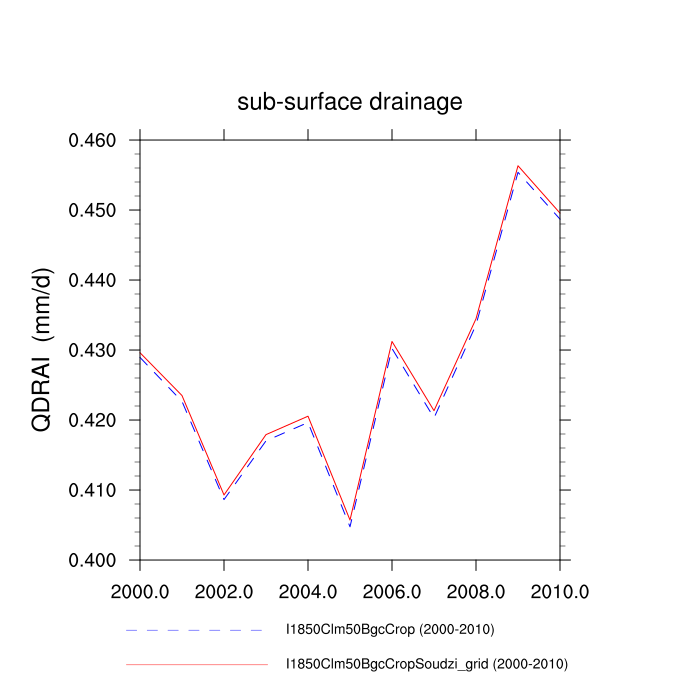 sub-surface drainage
0.460
0.450
0.440
0.430
0.420
0.410
0.400
QDRAI (mm/d)
2000.0 2002.0 2004.0 2006.0 2008.0 2010.0
I1850Clm50BgcCrop (2000-2010)
I1850Clm50BgcCropSoudzi_grid (2000-2010)